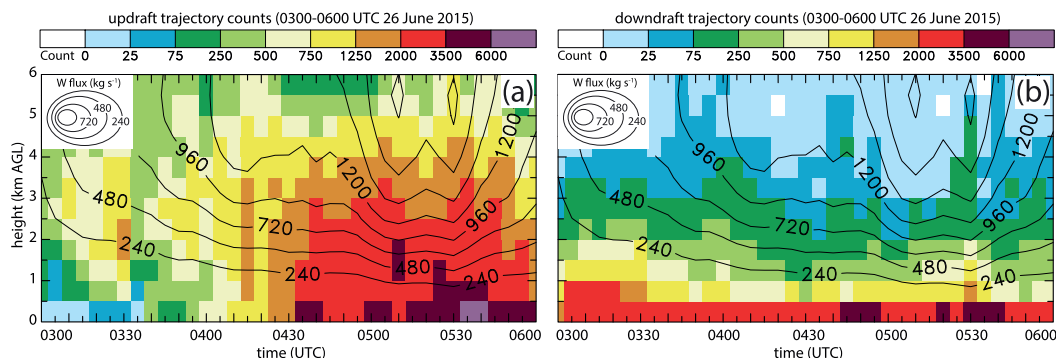 updraft trajectory counts (0300-0600 UTC 26 June 2015)
Count 0 25 75 250 500 750 1250 2000 3500 6000
W flux (kg s⁻¹)
480
720 240
(a)
960
1200
1200
480
720
960
240
480
240
240
height (km AGL)
6
5
4
3
2
1
0
0300 0330 0400 0430 0500 0530 0600
time (UTC)
downdraft trajectory counts (0300-0600 UTC 26 June 2015)
Count 0 25 75 250 500 750 1250 2000 3500 6000
W flux (kg s⁻¹)
480
720 240
(b)
960
1200
1200
480
720
960
240
480
240
240
0300 0330 0400 0430 0500 0530 0600
time (UTC)